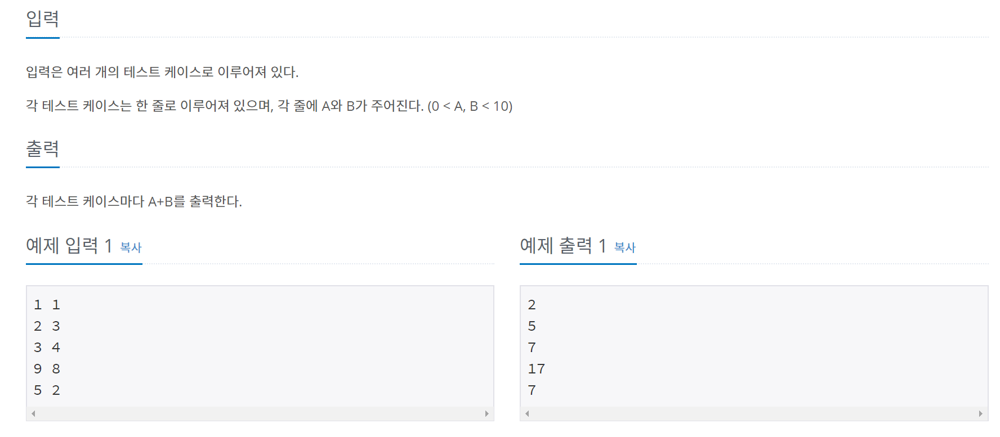 입력
입력은 여러 개의 테스트 케이스로 이루어져 있다.
각 테스트 케이스는 한 줄로 이루어져 있으며, 각 줄에 A와 B가 주어진다. (0 < A, B < 10)
출력
각 테스트 케이스마다 A+B를 출력한다.
예제 입력 1 복사
1 1
2 3
3 4
9 8
5 2
예제 출력 1 복사
2
5
7
17
7